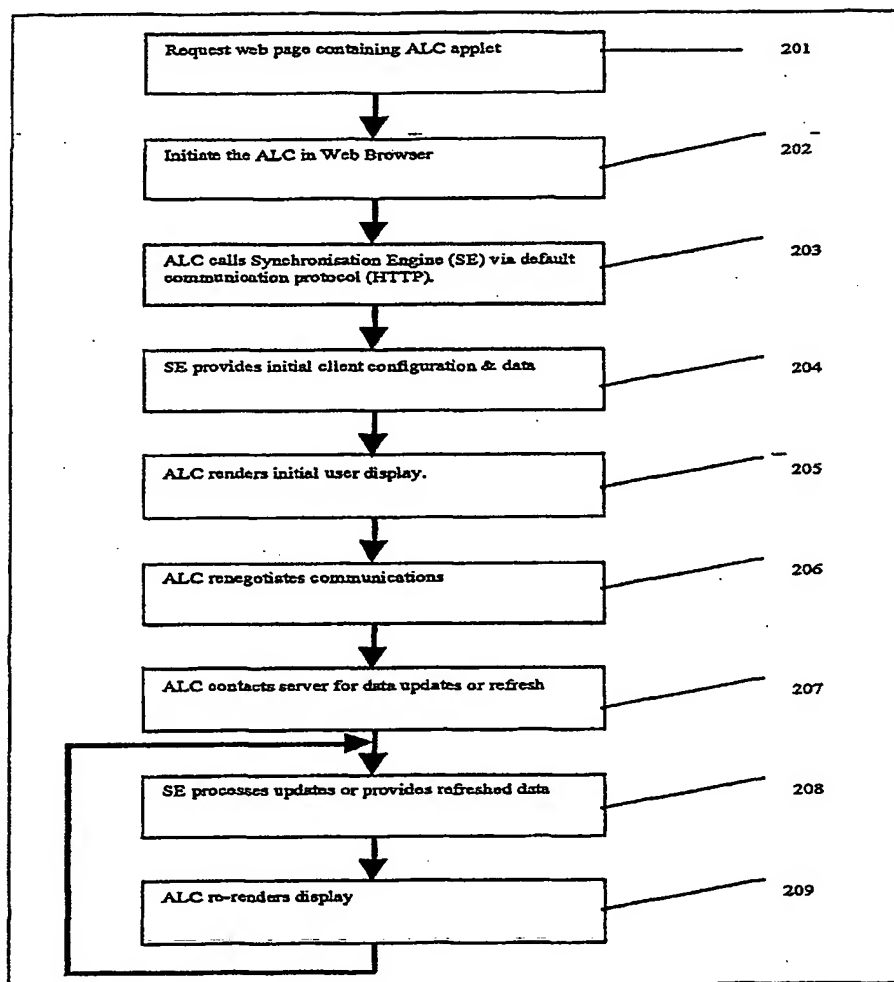 Request web page containing ALC applet
201
Initiate the ALC in Web Browser
202
ALC calls Synchronisation Engine (SE) via default
communication protocol (HTTP).
203
SE provides initial client configuration & data
204
ALC renders initial user display.
205
ALC renegotiates communications
206
ALC contacts server for data updates or refresh
207
SE processes updates or provides refreshed data
208
ALC re-renders display
209